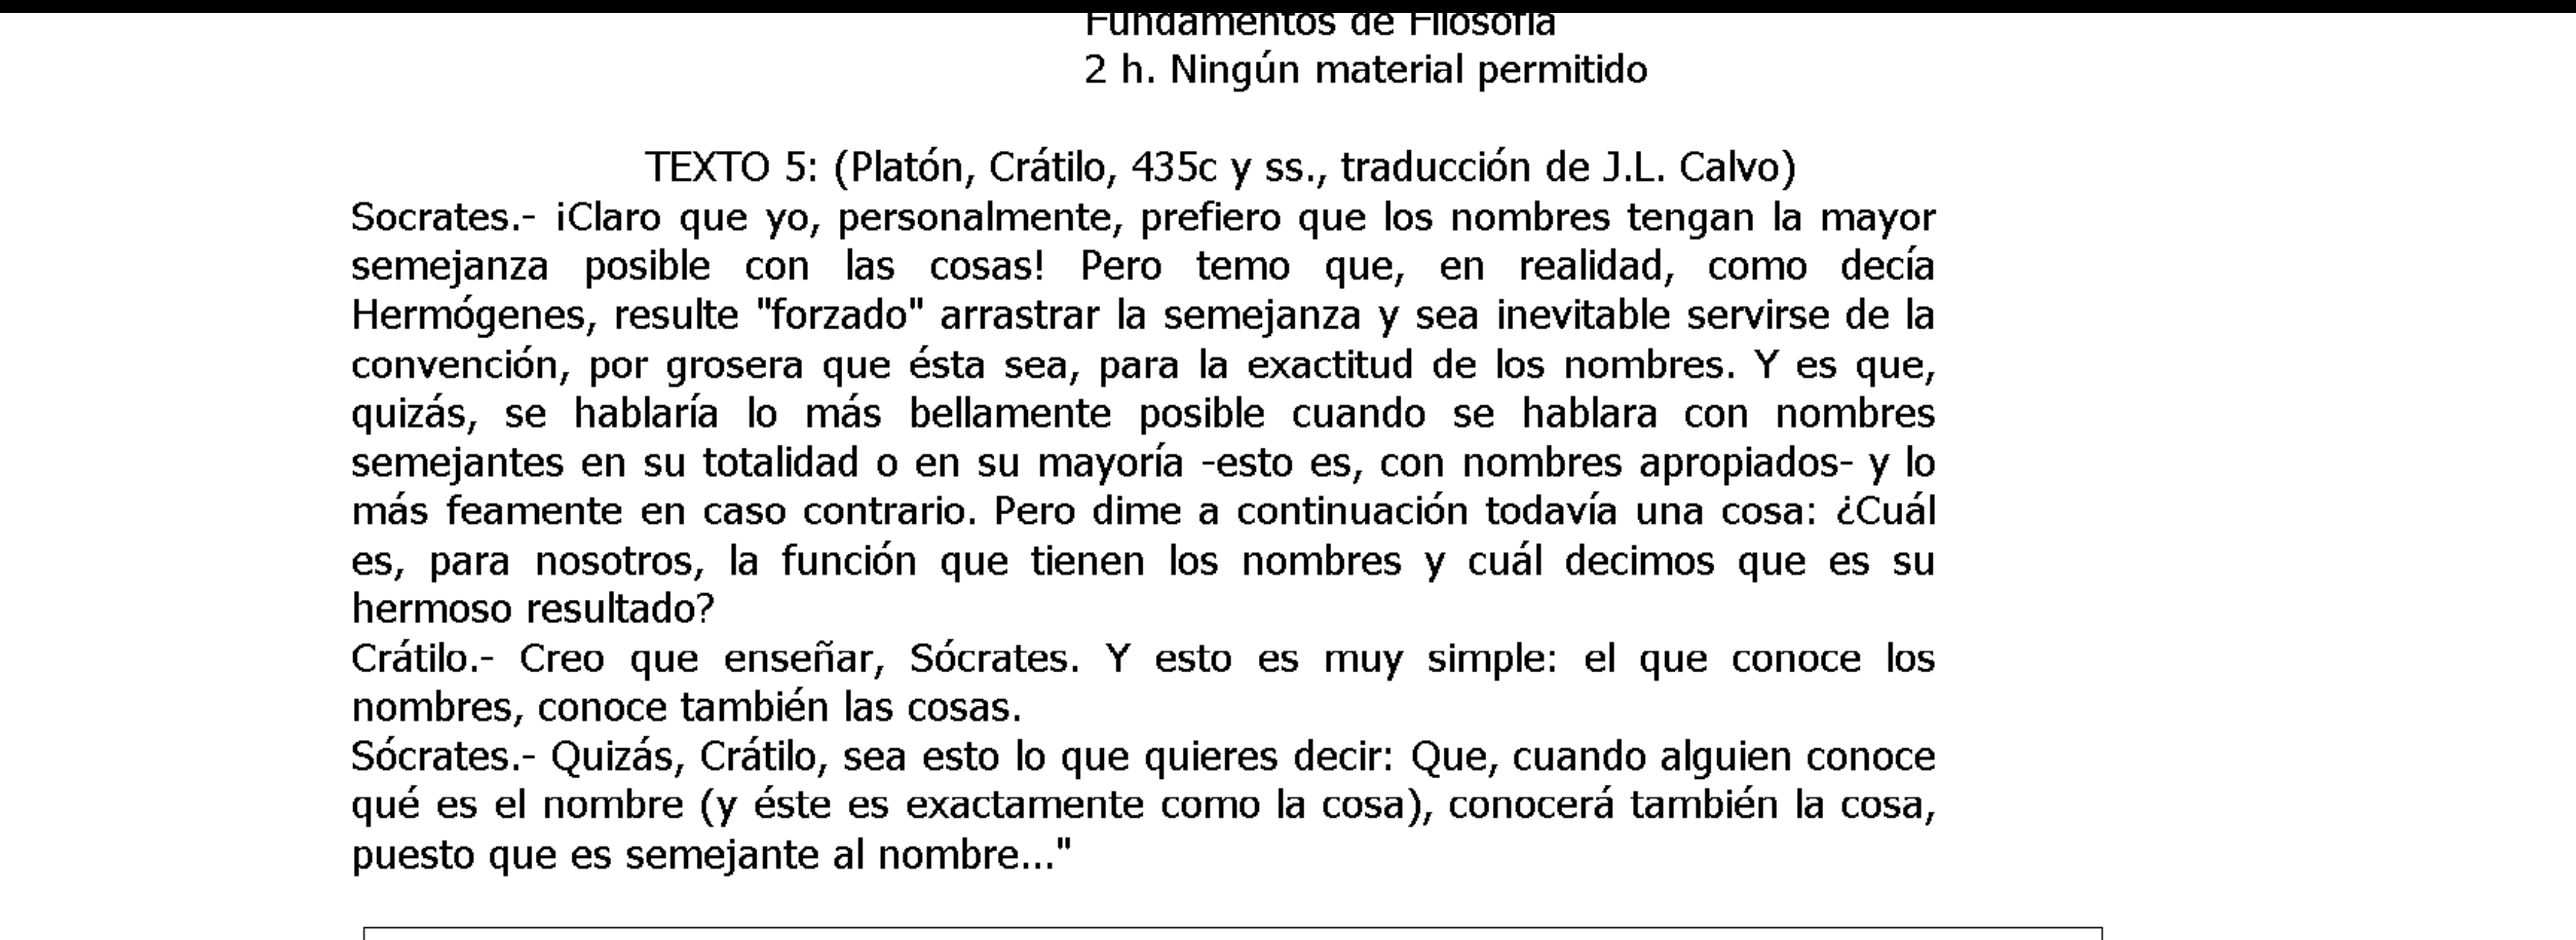 Fundamentos de Filosofía
2 h. Ningún material permitido
TEXTO 5: (Platón, Crátilo, 435c y ss., traducción de J.L. Calvo)
Socrates.- ¡Claro que yo, personalmente, prefiero que los nombres tengan la mayor
semejanza posible con las cosas! Pero temo que, en realidad, como decía
Hermógenes, resulte "forzado" arrastrar la semejanza y sea inevitable servirse de la
convención, por grosera que ésta sea, para la exactitud de los nombres. Y es que,
quizás, se hablaría lo más bellamente posible cuando se hablara con nombres
semejantes en su totalidad o en su mayoría -esto es, con nombres apropiados- y lo
más feamente en caso contrario. Pero dime a continuación todavía una cosa: ¿Cuál
es, para nosotros, la función que tienen los nombres y cuál decimos que es su
hermoso resultado?
Crátilo.- Creo que enseñar, Sócrates. Y esto es muy simple: el que conoce los
nombres, conoce también las cosas.
Sócrates.- Quizás, Crátilo, sea esto lo que quieres decir: Que, cuando alguien conoce
qué es el nombre (y éste es exactamente como la cosa), conocerá también la cosa,
puesto que es semejante al nombre..."